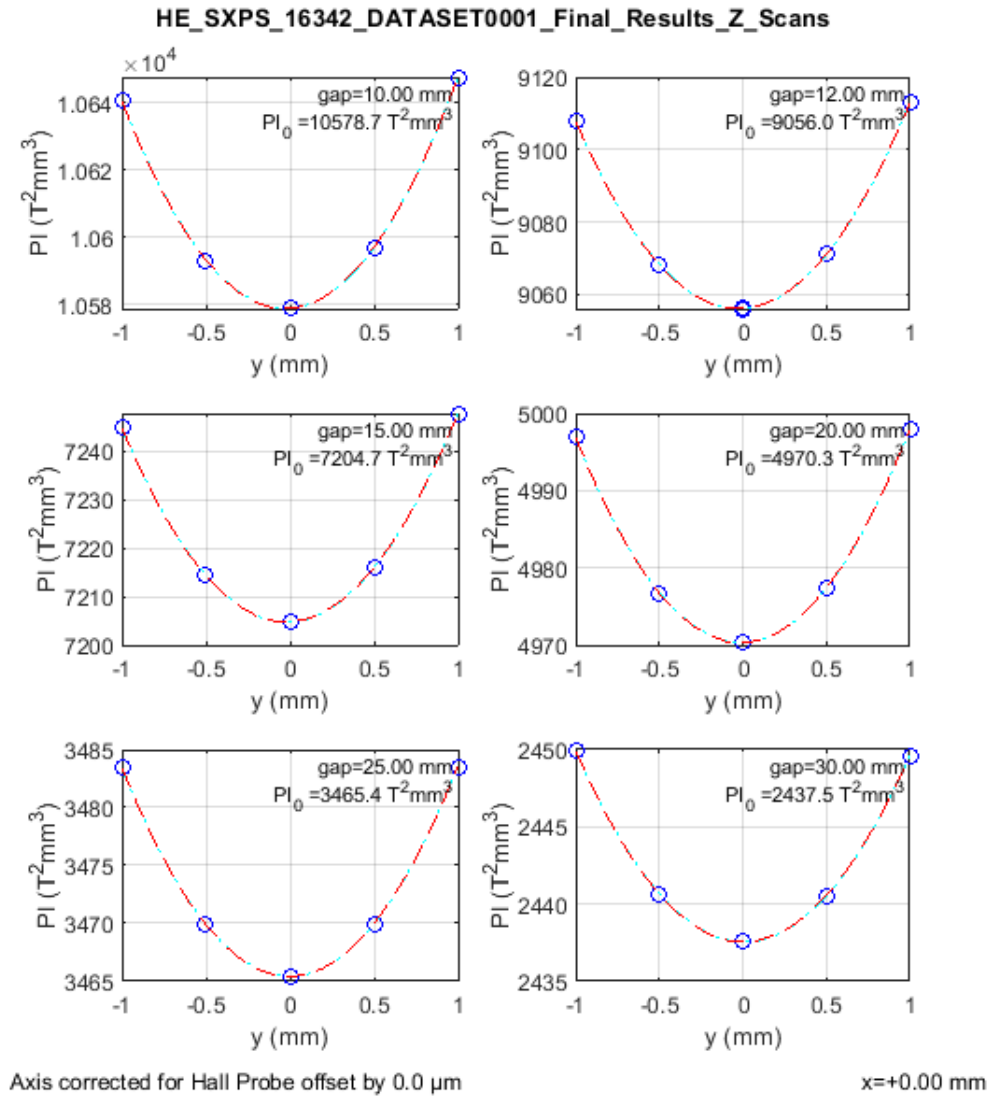 HE_SXPS_16342_DATASET0001_Final_Results_Z_Scans
×10⁴
gap=10.00 mm
PI₀ =10578.7 T²mm³
1.064
1.062
1.06
1.058
PI (T²mm³)
-1 -0.5 0 0.5 1
y (mm)
gap=12.00 mm
PI₀ =9056.0 T²mm³
9120
9100
9080
9060
PI (T²mm³)
-1 -0.5 0 0.5 1
y (mm)
gap=15.00 mm
PI₀ =7204.7 T²mm³
7240
7230
7220
7210
7200
PI (T²mm³)
-1 -0.5 0 0.5 1
y (mm)
gap=20.00 mm
PI₀ =4970.3 T²mm³
5000
4990
4980
4970
PI (T²mm³)
-1 -0.5 0 0.5 1
y (mm)
gap=25.00 mm
PI₀ =3465.4 T²mm³
3485
3480
3475
3470
3465
PI (T²mm³)
-1 -0.5 0 0.5 1
y (mm)
gap=30.00 mm
PI₀ =2437.5 T²mm³
2450
2445
2440
2435
PI (T²mm³)
-1 -0.5 0 0.5 1
y (mm)
Axis corrected for Hall Probe offset by 0.0 μm
x=+0.00 mm